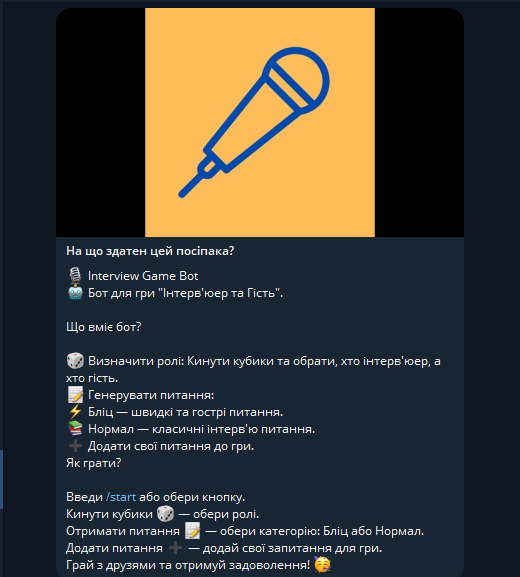 На що здатен цей посіпака?
🎙 Interview Game Bot
🤖 Бот для гри "Інтерв'юер та Гість".
Що вміє бот?
🎲 Визначити ролі: Кинути кубики та обрати, хто інтерв'юер, а
хто гість.
📝 Генерувати питання:
⚡ Бліц — швидкі та гострі питання.
📚 Нормал — класичні інтерв'ю питання.
➕ Додати свої питання до гри.
Як грати?
Введи /start або обери кнопку.
Кинути кубики 🎲 — обери ролі.
Отримати питання 📝 — обери категорію: Бліц або Нормал.
Додати питання ➕ — додай свої запитання для гри.
Грай з друзями та отримуй задоволення! 🥳